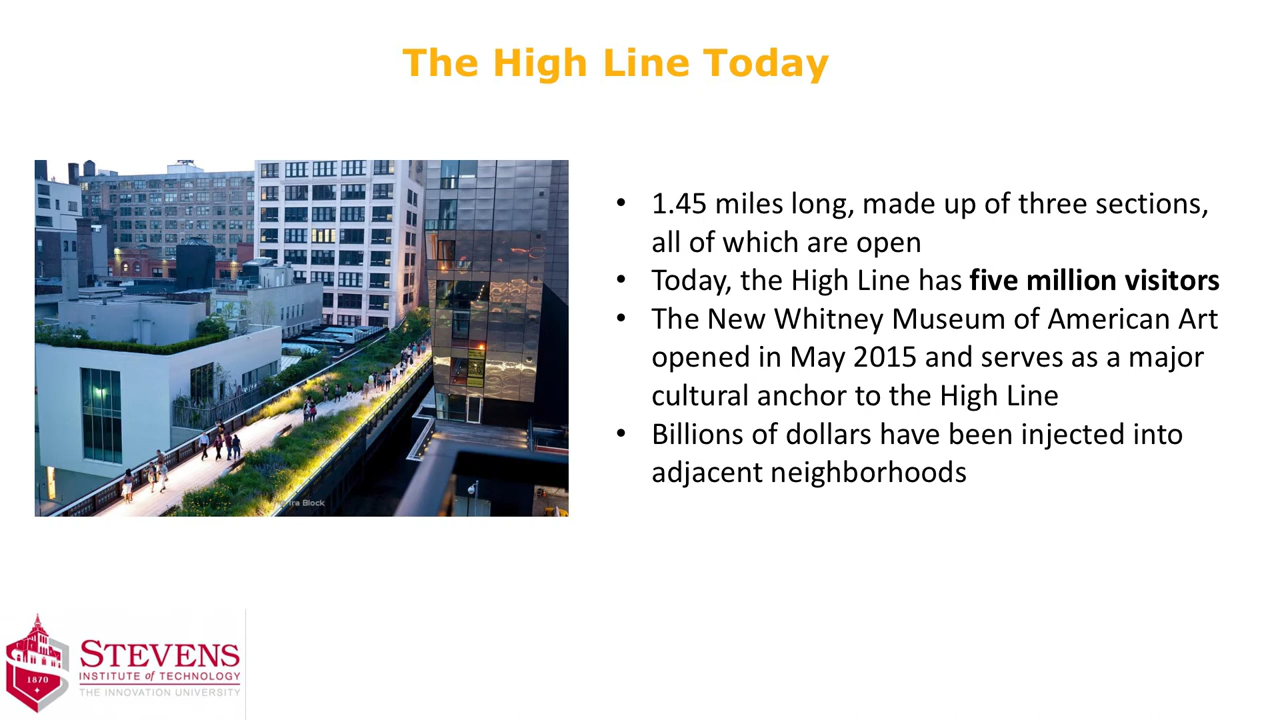 The High Line Today
• 1.45 miles long, made up of three sections,
all of which are open
• Today, the High Line has five million visitors
• The New Whitney Museum of American Art
opened in May 2015 and serves as a major
cultural anchor to the High Line
• Billions of dollars have been injected into
adjacent neighborhoods
Ira Block
1870
STEVENS
INSTITUTE of TECHNOLOGY
THE INNOVATION UNIVERSITY